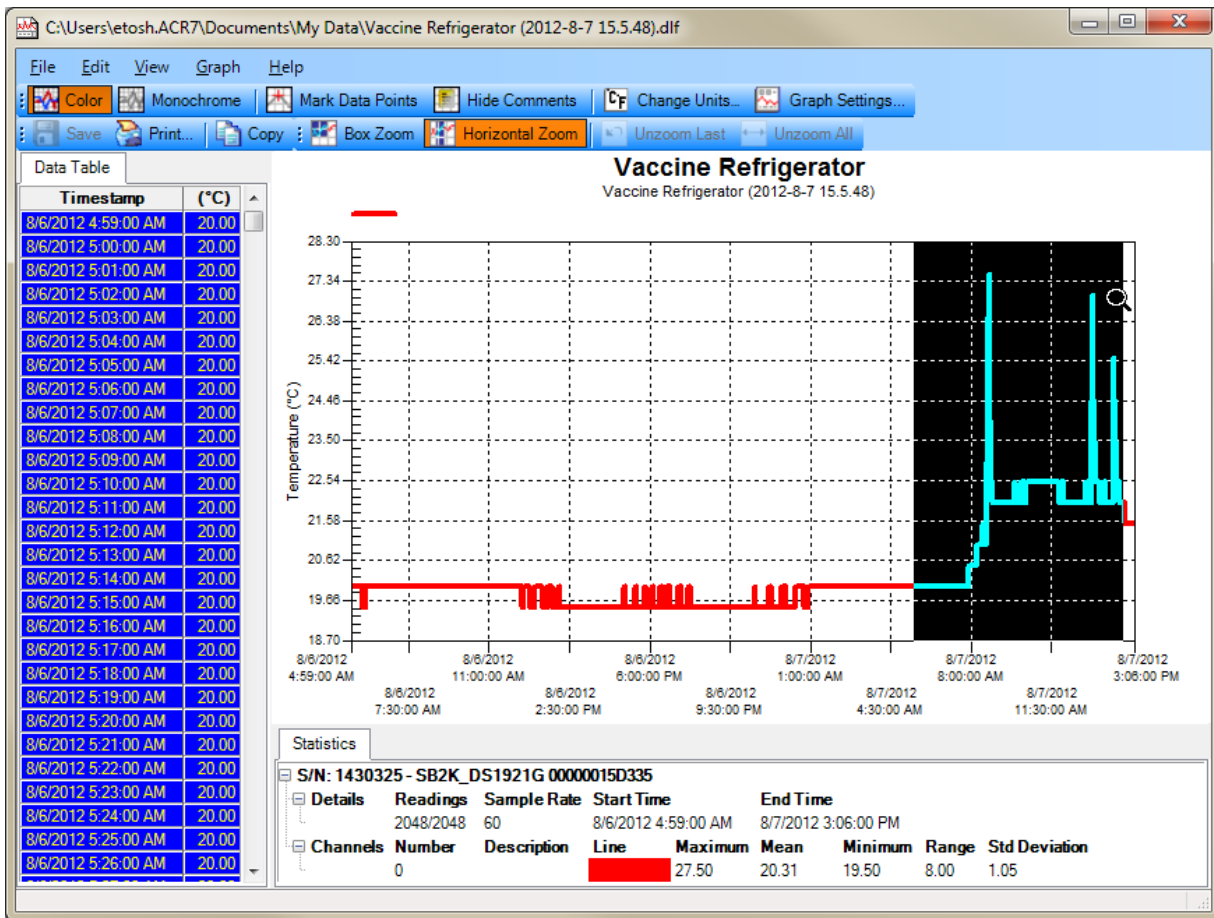 C:\Users\etosh.ACR7\Documents\My Data\Vaccine Refrigerator (2012-8-7 15.5.48).dlf
File Edit View Graph Help
Color Monochrome Mark Data Points Hide Comments Change Units... Graph Settings...
Save Print... Copy Box Zoom Horizontal Zoom Unzoom Last Unzoom All
Data Table
Timestamp (°C)
8/6/2012 4:59:00 AM 20.00
8/6/2012 5:00:00 AM 20.00
8/6/2012 5:01:00 AM 20.00
8/6/2012 5:02:00 AM 20.00
8/6/2012 5:03:00 AM 20.00
8/6/2012 5:04:00 AM 20.00
8/6/2012 5:05:00 AM 20.00
8/6/2012 5:06:00 AM 20.00
8/6/2012 5:07:00 AM 20.00
8/6/2012 5:08:00 AM 20.00
8/6/2012 5:09:00 AM 20.00
8/6/2012 5:10:00 AM 20.00
8/6/2012 5:11:00 AM 20.00
8/6/2012 5:12:00 AM 20.00
8/6/2012 5:13:00 AM 20.00
8/6/2012 5:14:00 AM 20.00
8/6/2012 5:15:00 AM 20.00
8/6/2012 5:16:00 AM 20.00
8/6/2012 5:17:00 AM 20.00
8/6/2012 5:18:00 AM 20.00
8/6/2012 5:19:00 AM 20.00
8/6/2012 5:20:00 AM 20.00
8/6/2012 5:21:00 AM 20.00
8/6/2012 5:22:00 AM 20.00
8/6/2012 5:23:00 AM 20.00
8/6/2012 5:24:00 AM 20.00
8/6/2012 5:25:00 AM 20.00
8/6/2012 5:26:00 AM 20.00
Vaccine Refrigerator
Vaccine Refrigerator (2012-8-7 15.5.48)
Temperature (°C)
28.30
27.34
26.38
25.42
24.46
23.50
22.54
21.58
20.62
19.66
18.70
8/6/2012 8/6/2012 8/6/2012 8/7/2012 8/7/2012 8/7/2012
4:59:00 AM 11:00:00 AM 6:00:00 PM 1:00:00 AM 8:00:00 AM 3:06:00 PM
8/6/2012 8/6/2012 8/6/2012 8/7/2012 8/7/2012
7:30:00 AM 2:30:00 PM 9:30:00 PM 4:30:00 AM 11:30:00 AM
Statistics
S/N: 1430325 - SB2K_DS1921G 00000015D335
Details Readings Sample Rate Start Time End Time
2048/2048 60 8/6/2012 4:59:00 AM 8/7/2012 3:06:00 PM
Channels Number Description Line Maximum Mean Minimum Range Std Deviation
0 27.50 20.31 19.50 8.00 1.05